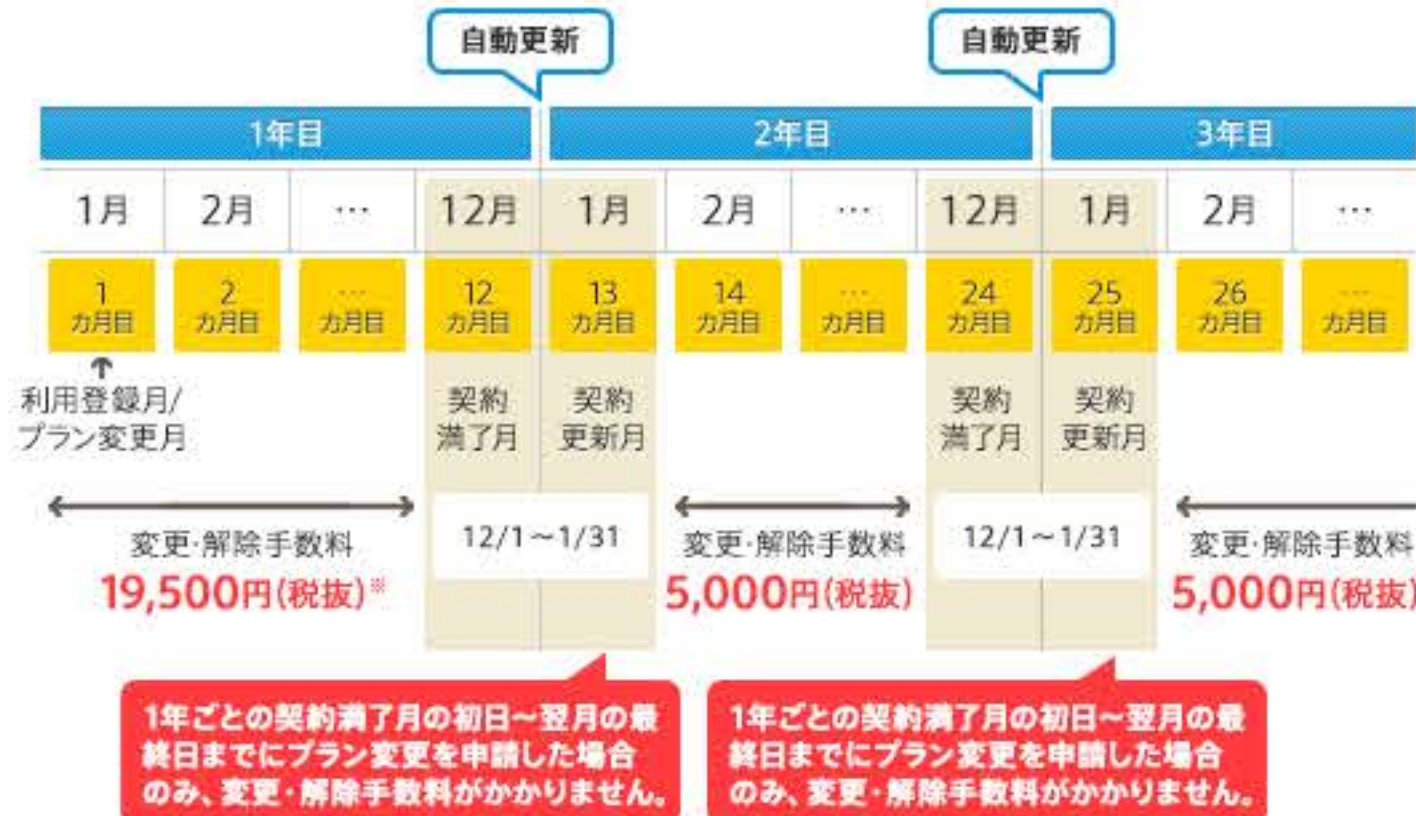 自動更新 自動更新
1年目 2年目 3年目
1月 2月 … 12月 1月 2月 … 12月 1月 2月 …
1 2 … 12 13 14 … 24 25 26 …
カ月目 カ月目 カ月目 カ月目 カ月目 カ月目 カ月目 カ月目 カ月目 カ月目 カ月目
利用登録月/
プラン変更月
契約 契約 契約 契約
満了月 更新月 満了月 更新月
変更・解除手数料
19,500円(税抜)※
12/1~1/31
変更・解除手数料
5,000円(税抜)
12/1~1/31
変更・解除手数料
5,000円(税抜)
1年ごとの契約満了月の初日~翌月の最
終日までにプラン変更を申請した場合
のみ、変更・解除手数料がかかりません。
1年ごとの契約満了月の初日~翌月の最
終日までにプラン変更を申請した場合
のみ、変更・解除手数料がかかりません。